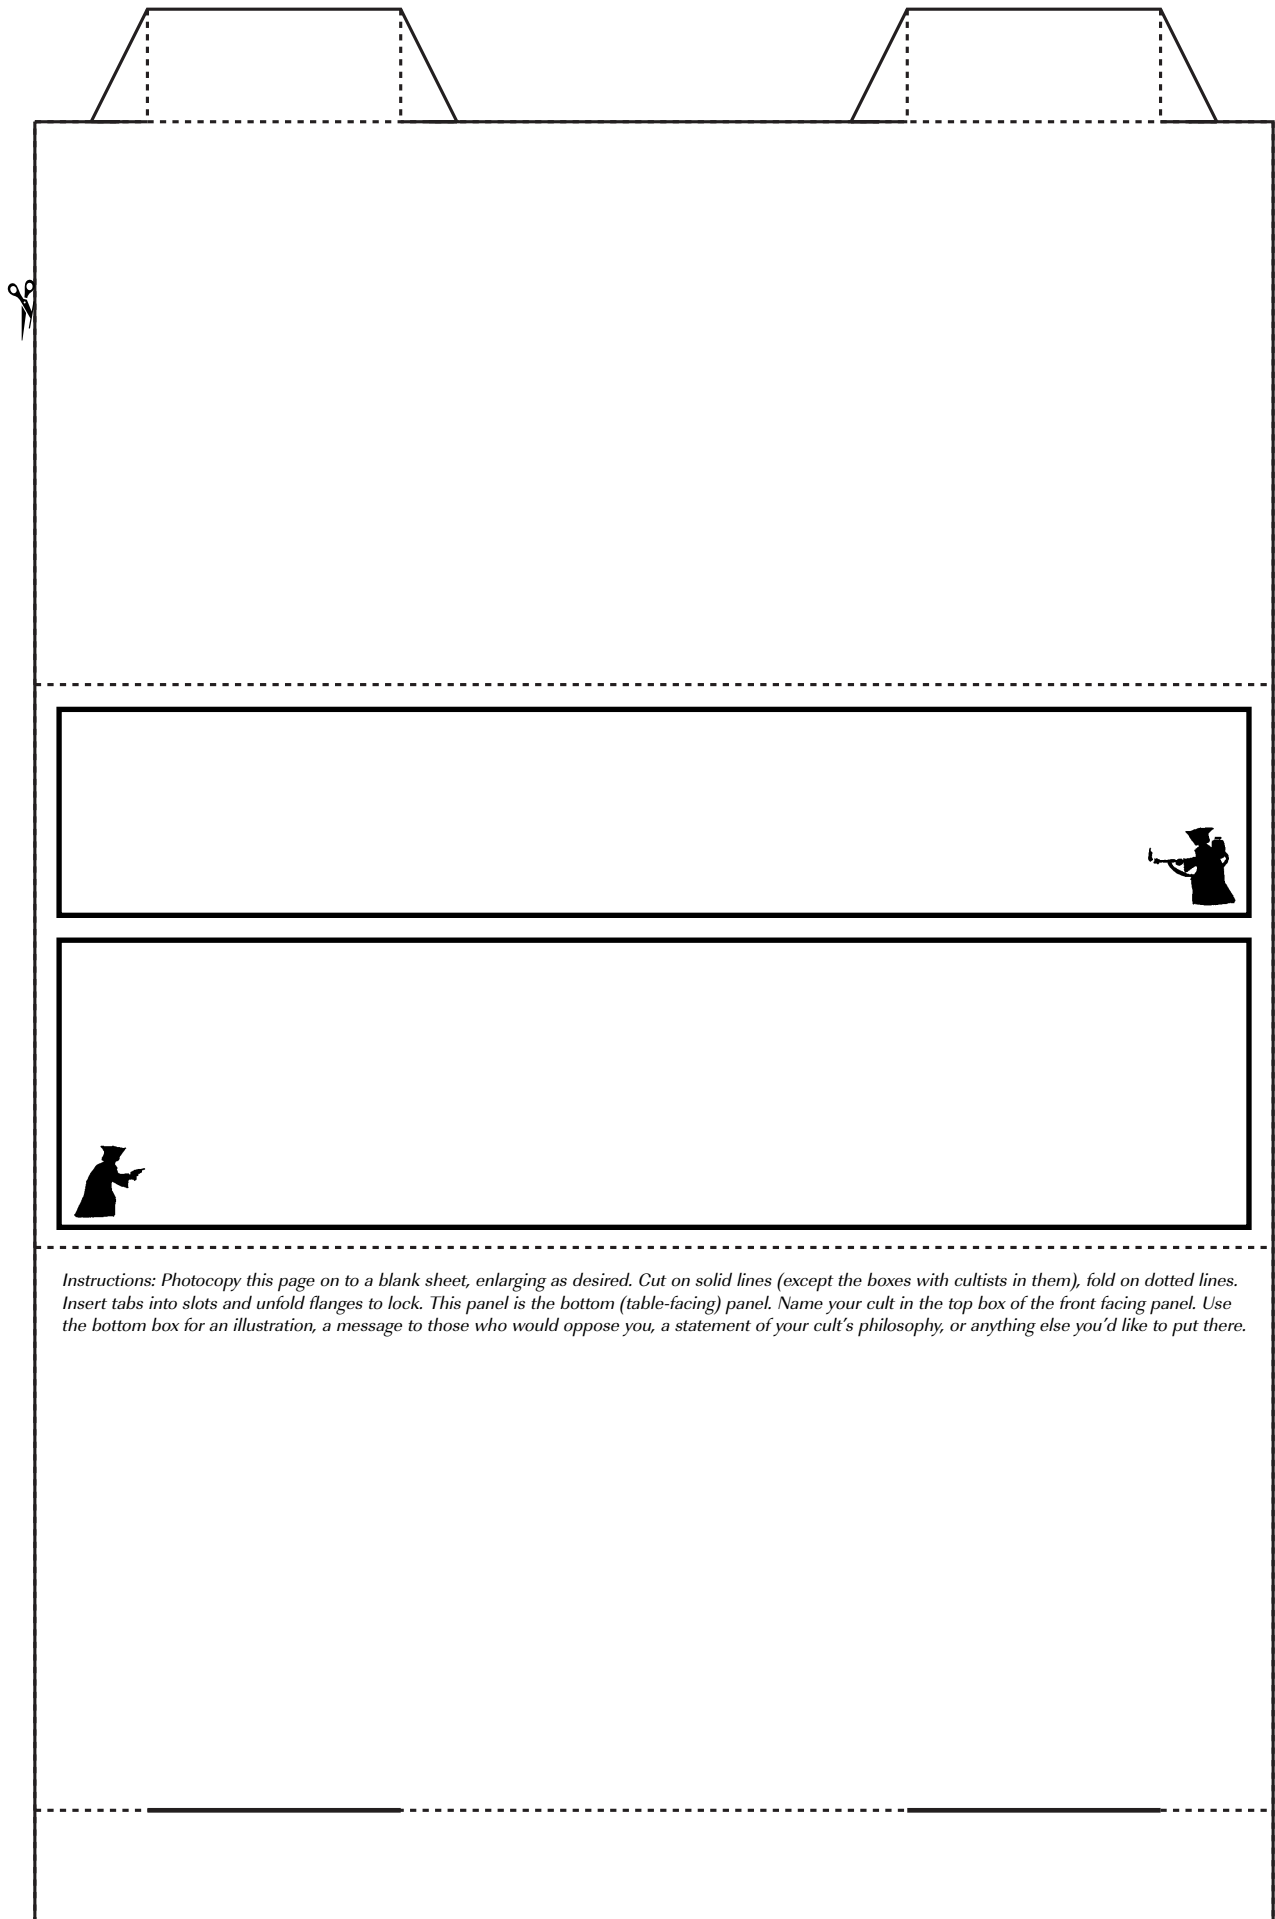 Instructions: Photocopy this page on to a blank sheet, enlarging as desired. Cut on solid lines (except the boxes with cultists in them), fold on dotted lines.
Insert tabs into slots and unfold flanges to lock. This panel is the bottom (table-facing) panel. Name your cult in the top box of the front facing panel. Use
the bottom box for an illustration, a message to those who would oppose you, a statement of your cult’s philosophy, or anything else you’d like to put there.